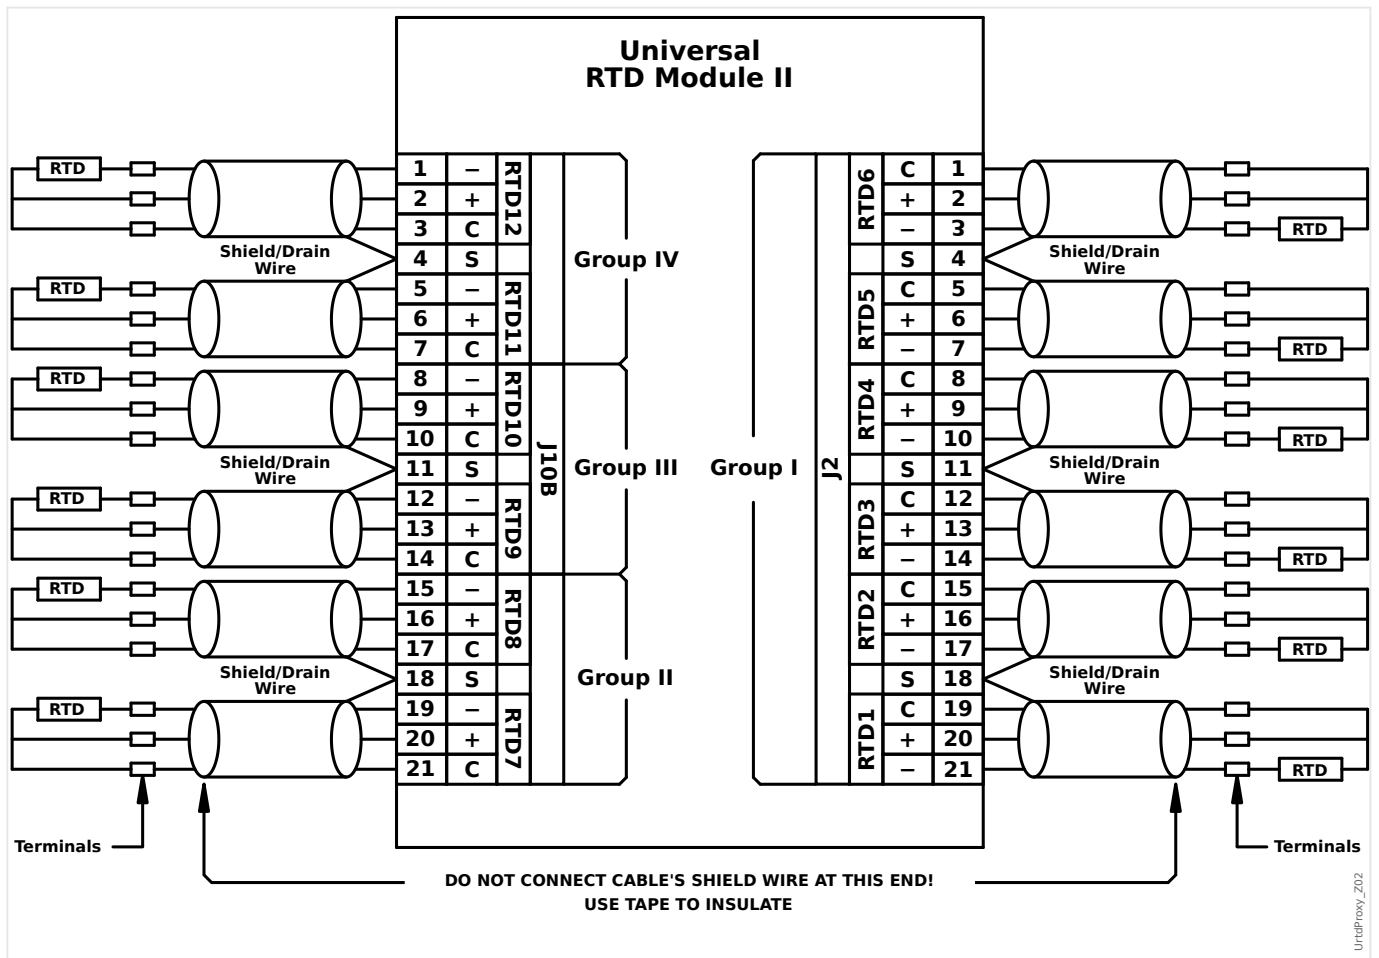 Universal
RTD Module II
RTD 1 − RTD12 RTD6 C 1
2 + + 2
3 C − 3 RTD
Shield/Drain
Wire
4 S Group IV S 4
Shield/Drain
Wire
RTD 5 − RTD11 RTD5 C 5
6 + + 6
7 C − 7 RTD
RTD 8 − RTD10 RTD4 C 8
9 + + 9
10 C − 10 RTD
Shield/Drain
Wire
11 S J10B Group III Group I J2 S 11
Shield/Drain
Wire
RTD 12 − RTD9 RTD3 C 12
13 + + 13
14 C − 14 RTD
RTD 15 − RTD8 RTD2 C 15
16 + + 16
17 C − 17 RTD
Shield/Drain
Wire
18 S Group II S 18
Shield/Drain
Wire
RTD 19 − RTD7 RTD1 C 19
20 + + 20
21 C − 21 RTD
Terminals
Terminals
DO NOT CONNECT CABLE'S SHIELD WIRE AT THIS END!
USE TAPE TO INSULATE
UrtdProxy_Z02